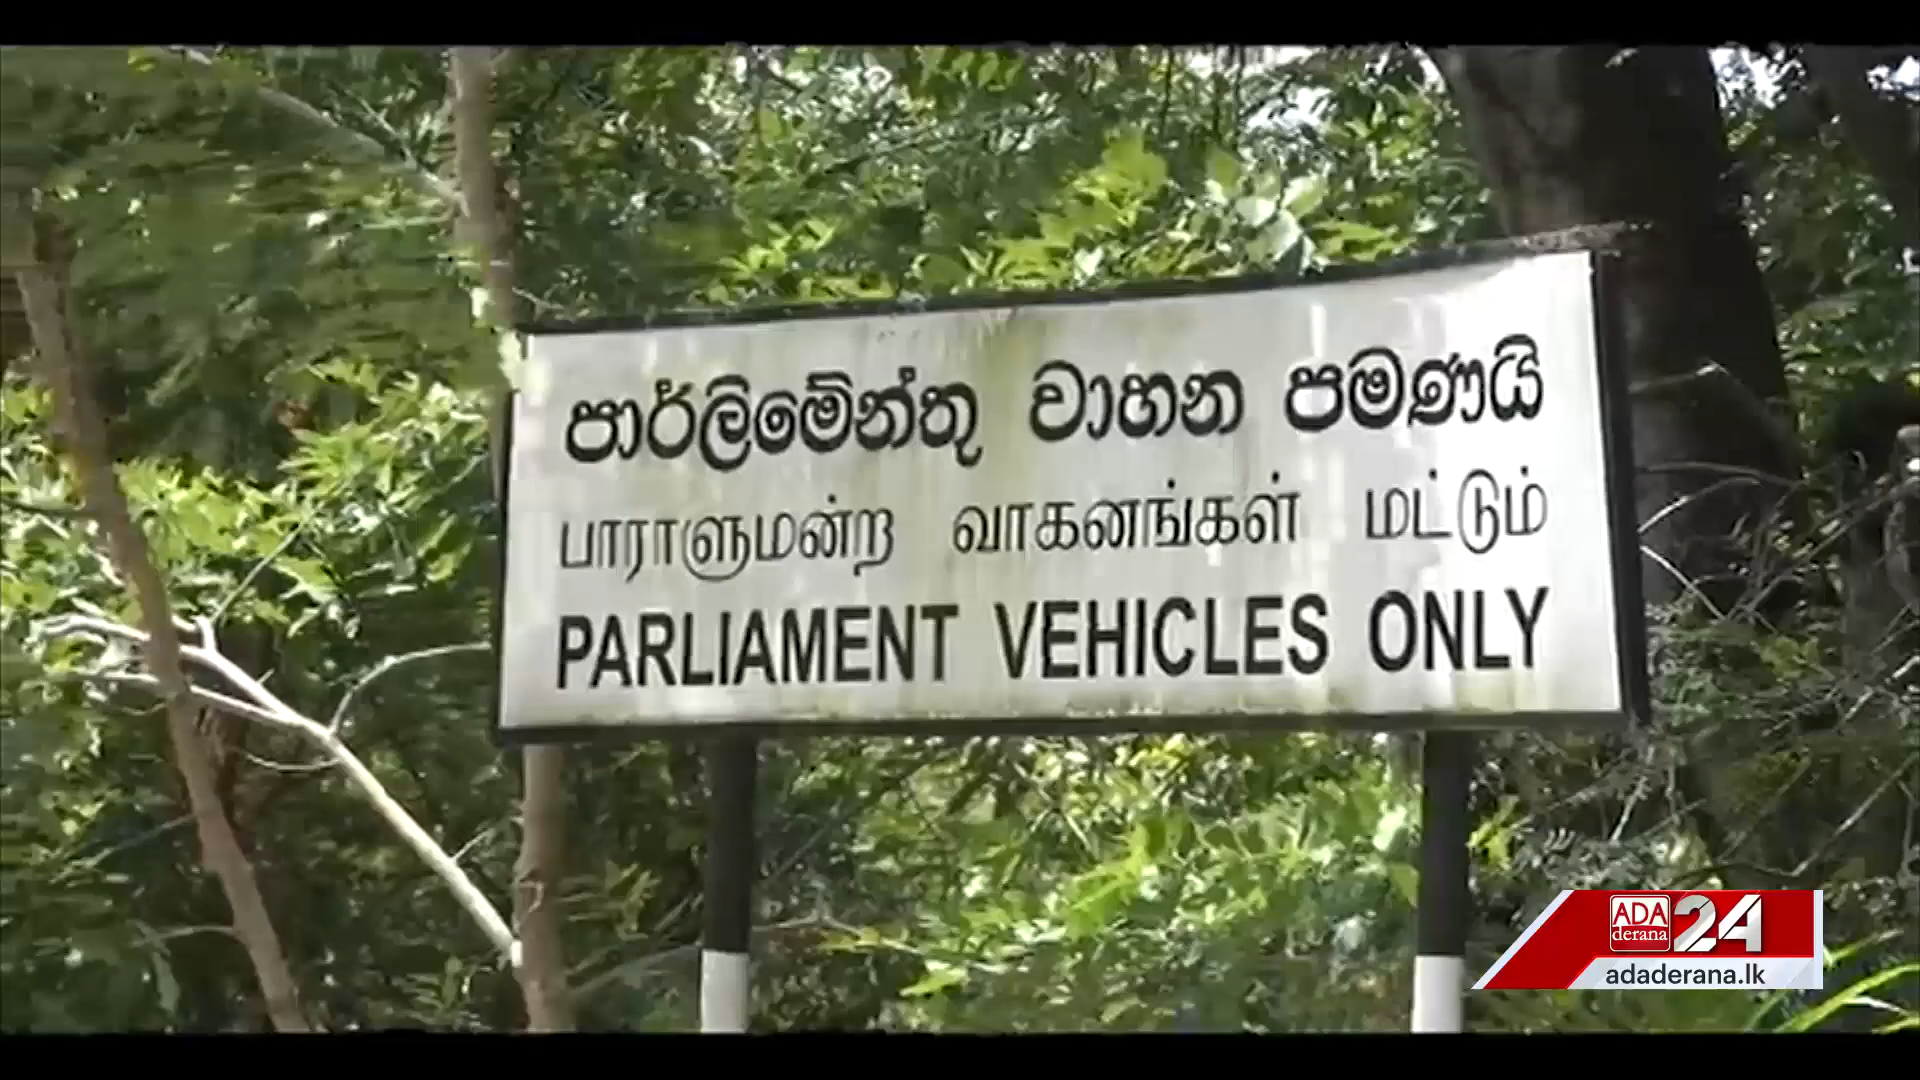 පාර්ලිමේන්තු වාහන පමණයි
பாராளுமன்ற வாகனங்கள் மட்டும்
PARLIAMENT VEHICLES ONLY
ADA derana 24
adaderana.lk